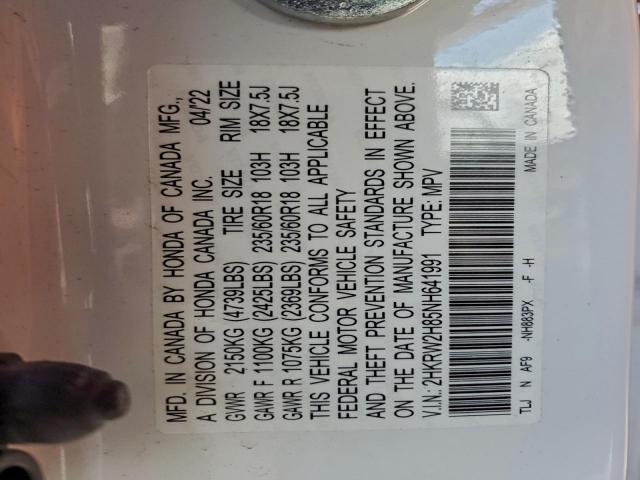 MFD. IN CANADA BY HONDA OF CANADA MFG.,
A DIVISION OF HONDA CANADA INC. 04/22
GVWR 2150KG (4739LBS) TIRE SIZE RIM SIZE
GAWR F 1100KG (2425LBS) 235/60R18 103H 18X7.5J
GAWR R 1075KG (2369LBS) 235/60R18 103H 18X7.5J
THIS VEHICLE CONFORMS TO ALL APPLICABLE
FEDERAL MOTOR VEHICLE SAFETY
AND THEFT PREVENTION STANDARDS IN EFFECT
ON THE DATE OF MANUFACTURE SHOWN ABOVE.
V.I.N.: 2HKRW2H85NH641991 TYPE: MPV
TLJ N AF9 -NH883PX -F -H MADE IN CANADA